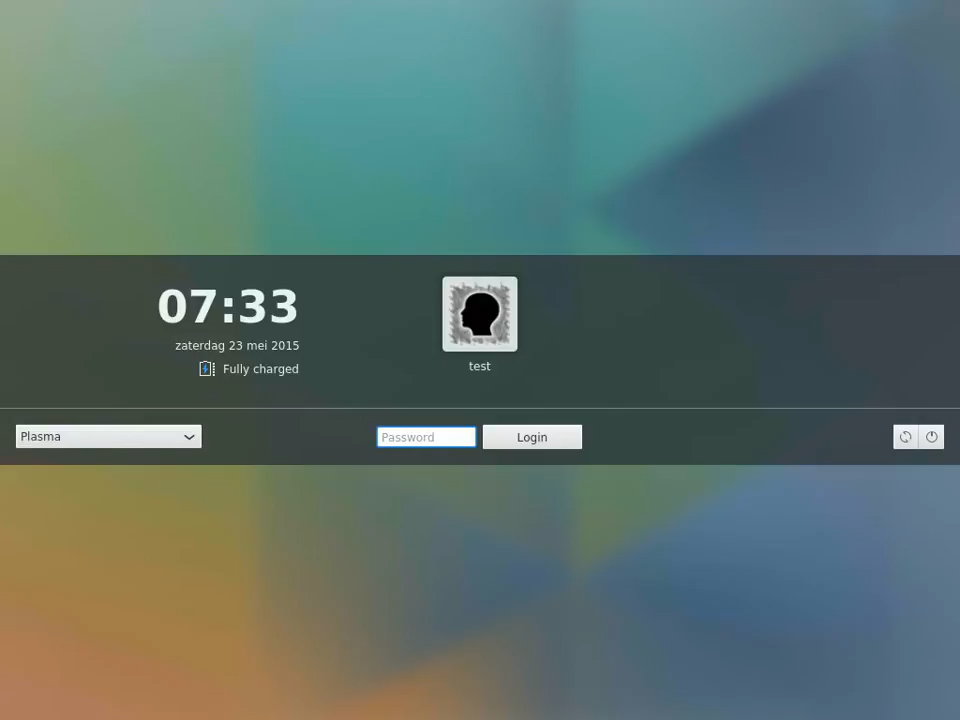 07:33
zaterdag 23 mei 2015
Fully charged
test
Plasma
Password
Login